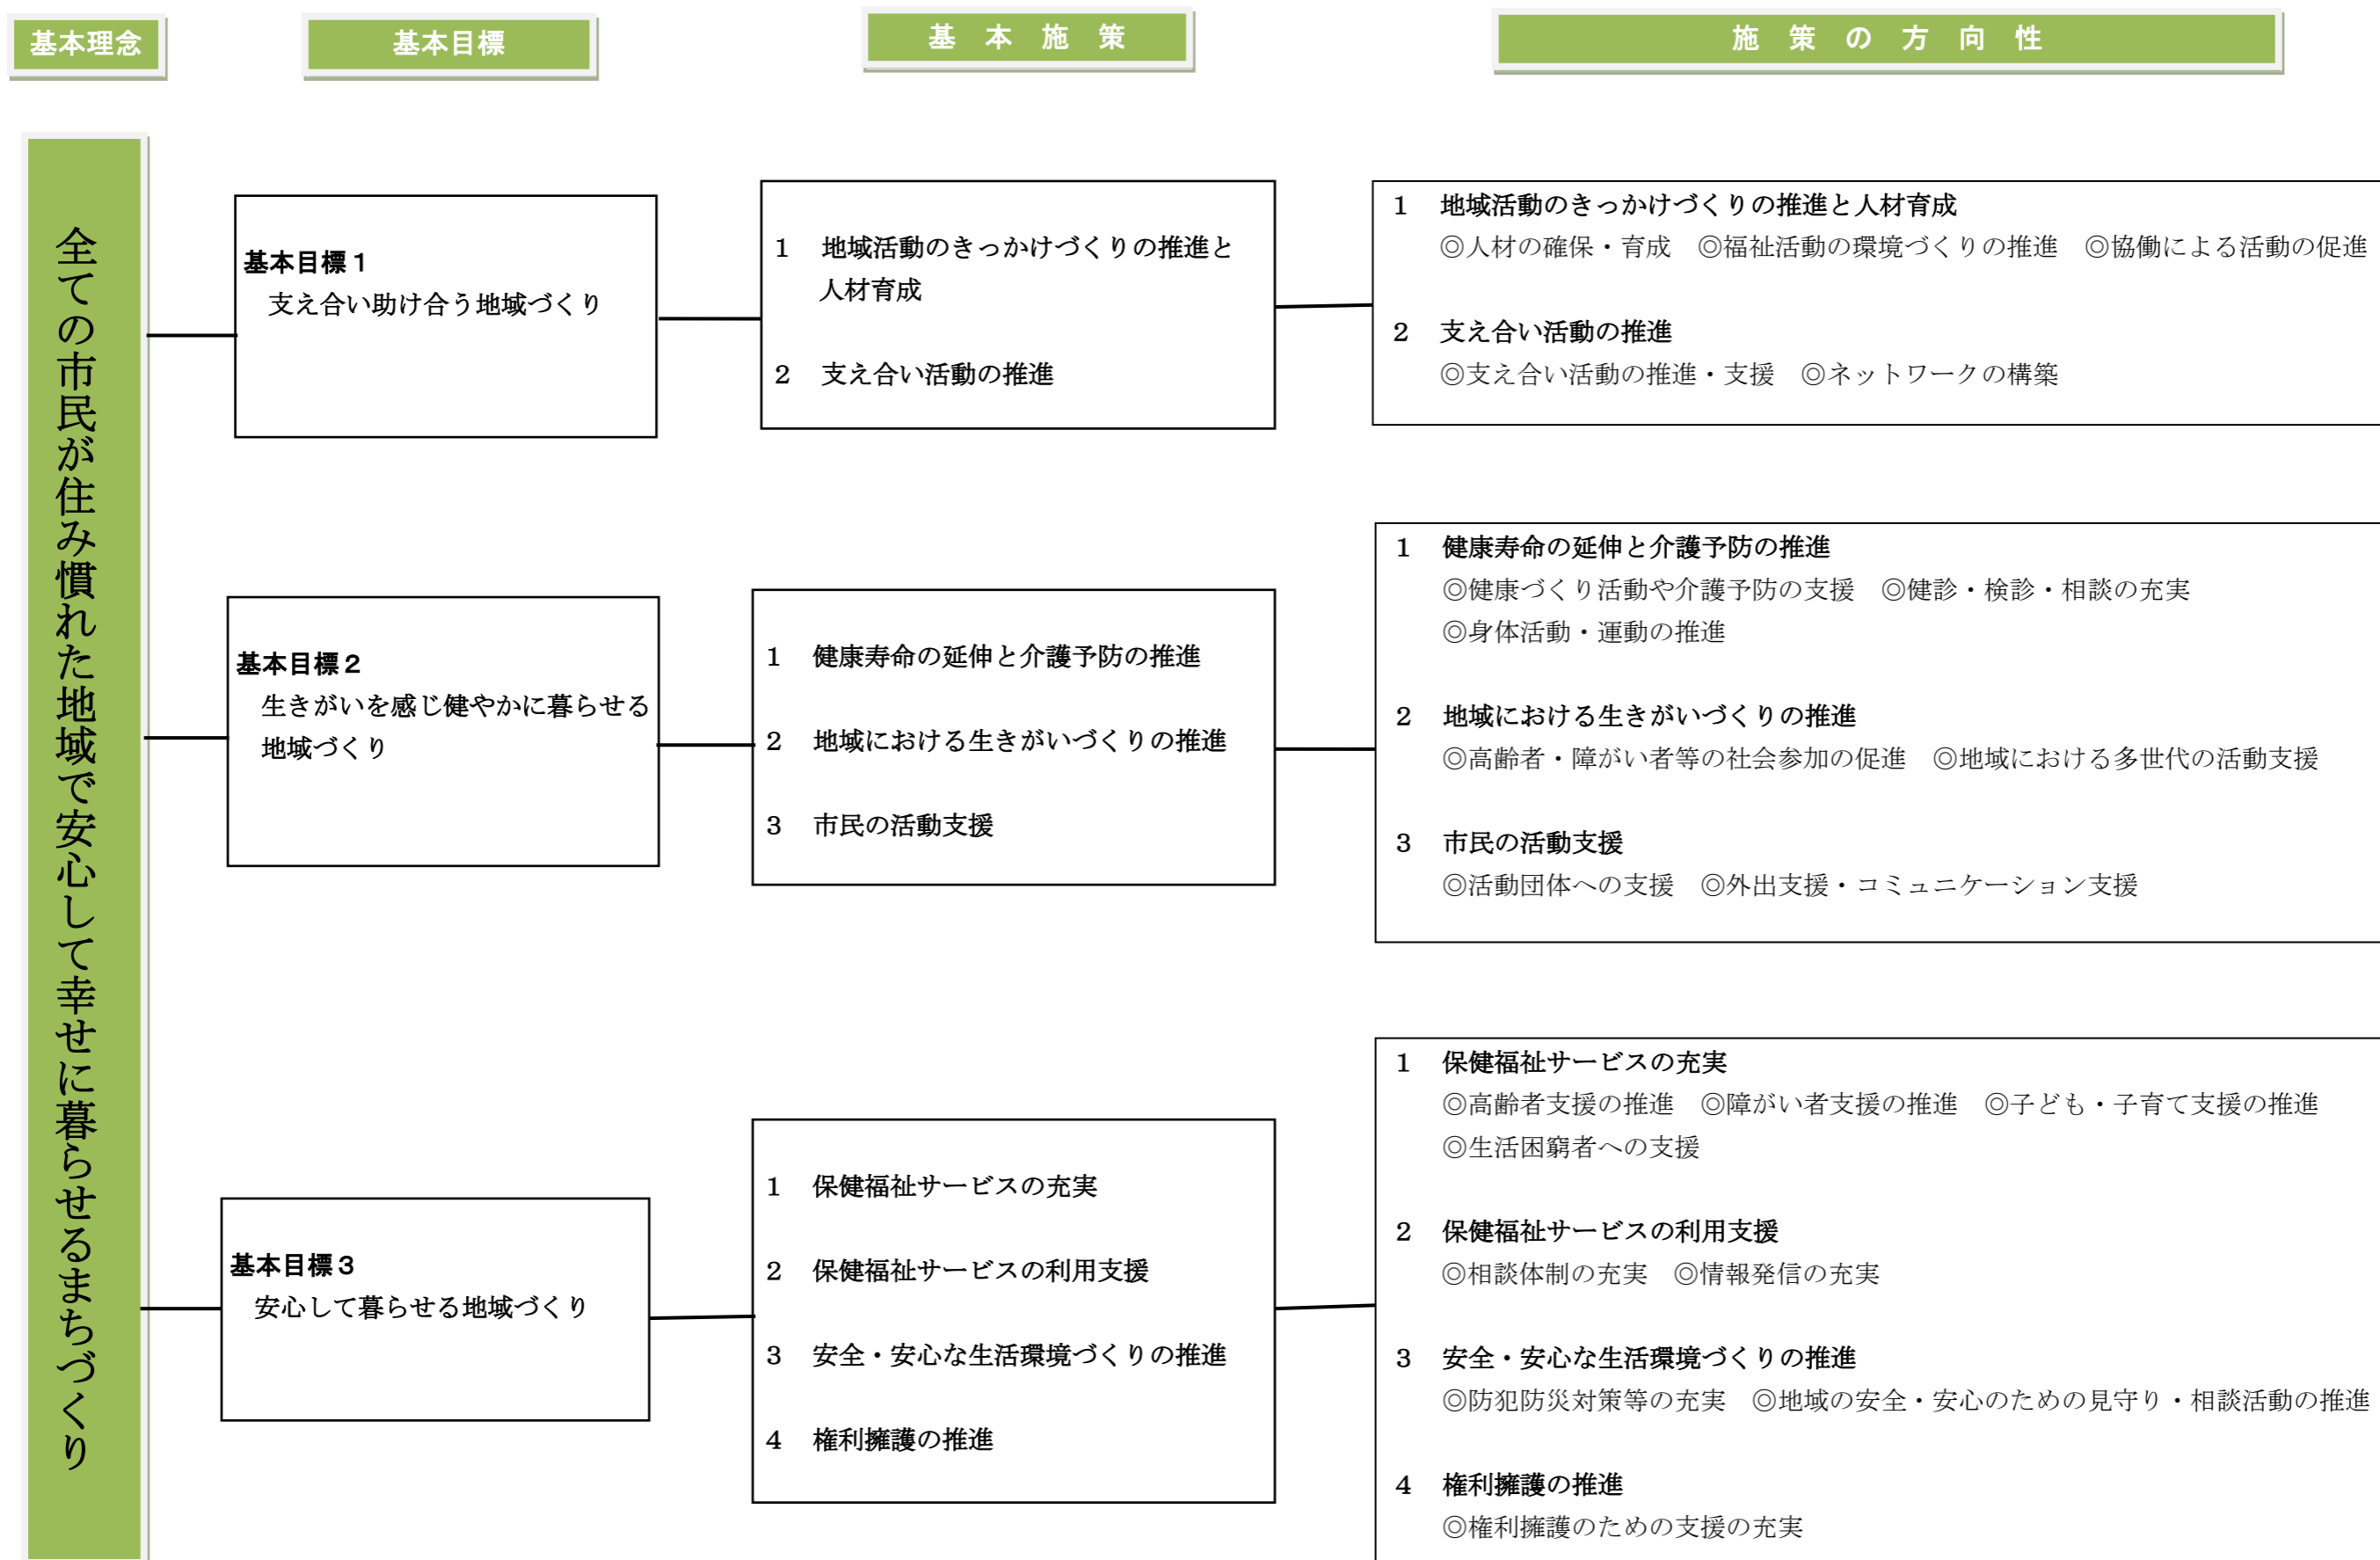 基本理念
基本目標
基　本　施　策
施　策　の　方　向　性
全ての市民が住み慣れた地域で安心して幸せに暮らせるまちづくり
基本目標１
支え合い助け合う地域づくり
１　地域活動のきっかけづくりの推進と
人材育成
２　支え合い活動の推進
１　地域活動のきっかけづくりの推進と人材育成
◎人材の確保・育成　◎福祉活動の環境づくりの推進　◎協働による活動の促進
２　支え合い活動の推進
◎支え合い活動の推進・支援　◎ネットワークの構築
基本目標２
生きがいを感じ健やかに暮らせる
地域づくり
１　健康寿命の延伸と介護予防の推進
２　地域における生きがいづくりの推進
３　市民の活動支援
１　健康寿命の延伸と介護予防の推進
◎健康づくり活動や介護予防の支援　◎健診・検診・相談の充実
◎身体活動・運動の推進
２　地域における生きがいづくりの推進
◎高齢者・障がい者等の社会参加の促進　◎地域における多世代の活動支援
３　市民の活動支援
◎活動団体への支援　◎外出支援・コミュニケーション支援
基本目標３
安心して暮らせる地域づくり
１　保健福祉サービスの充実
２　保健福祉サービスの利用支援
３　安全・安心な生活環境づくりの推進
４　権利擁護の推進
１　保健福祉サービスの充実
◎高齢者支援の推進　◎障がい者支援の推進　◎子ども・子育て支援の推進
◎生活困窮者への支援
２　保健福祉サービスの利用支援
◎相談体制の充実　◎情報発信の充実
３　安全・安心な生活環境づくりの推進
◎防犯防災対策等の充実　◎地域の安全・安心のための見守り・相談活動の推進
４　権利擁護の推進
◎権利擁護のための支援の充実